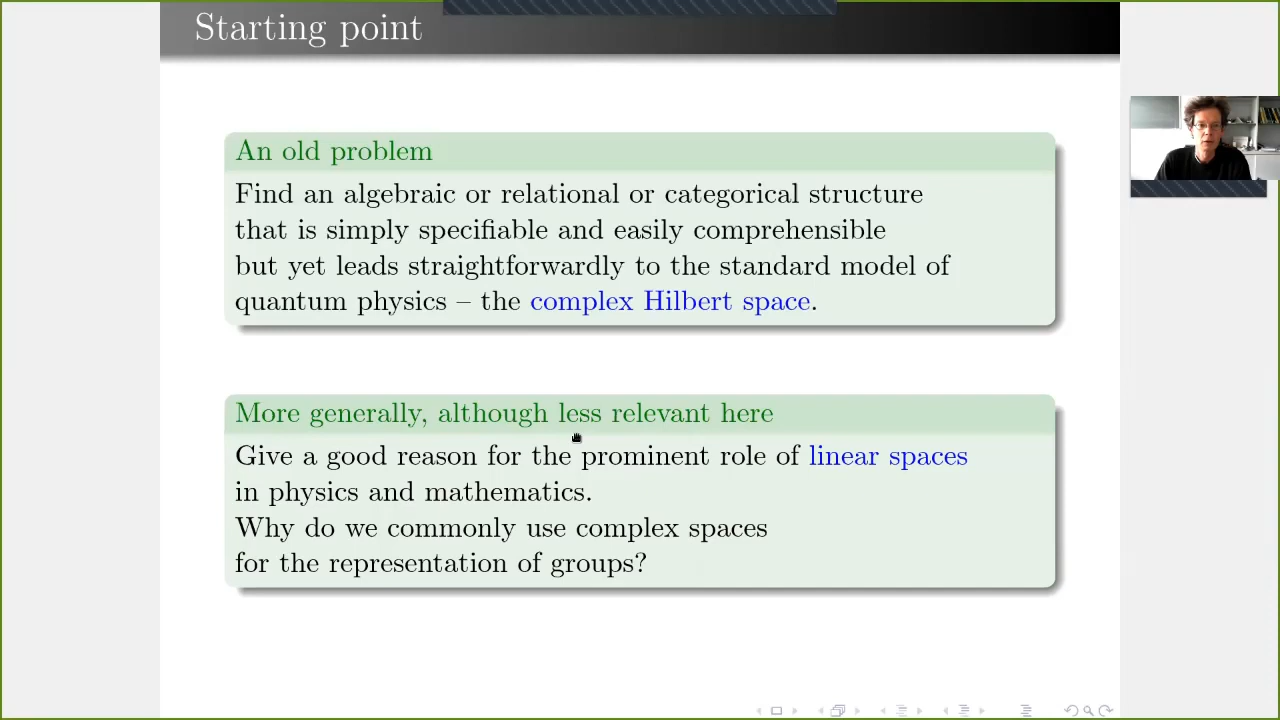 Starting point
An old problem
Find an algebraic or relational or categorical structure
that is simply specifiable and easily comprehensible
but yet leads straightforwardly to the standard model of
quantum physics – the complex Hilbert space.
More generally, although less relevant here
Give a good reason for the prominent role of linear spaces
in physics and mathematics.
Why do we commonly use complex spaces
for the representation of groups?